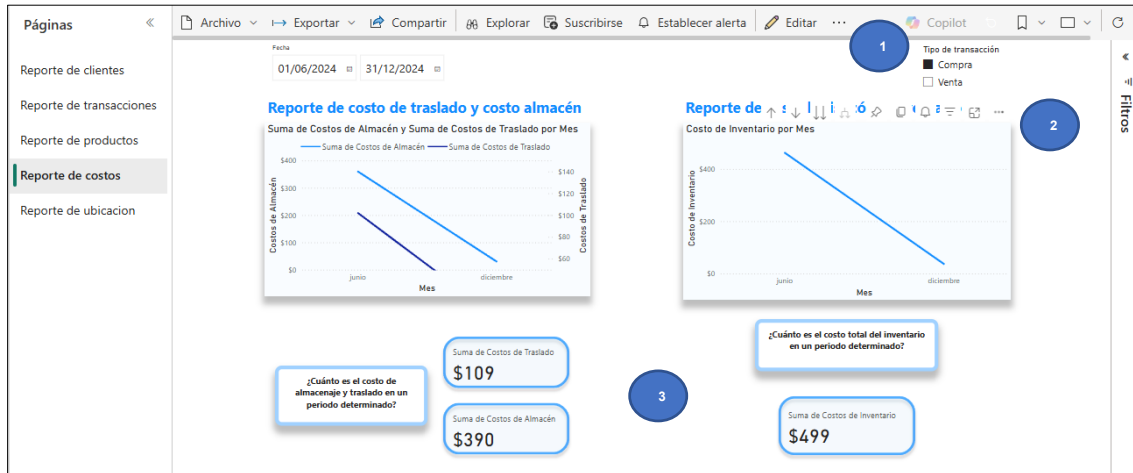 Páginas
Archivo
Exportar
Compartir
Explorar
Suscribirse
Establecer alerta
Editar
Copilot
Reporte de clientes
Reporte de transacciones
Reporte de productos
Reporte de costos
Reporte de ubicacion
Fecha
01/06/2024
31/12/2024
1
Tipo de transacción
Compra
Venta
Filtros
2
Reporte de costo de traslado y costo almacén
Suma de Costos de Almacén y Suma de Costos de Traslado por Mes
Suma de Costos de Almacén
Suma de Costos de Traslado
$400
$300
$200
$100
$0
Costos de Almacén
$140
$120
$100
$80
$60
Costos de Traslado
junio
diciembre
Mes
Reporte de
Costo de Inventario por Mes
Costo de Inventario
$400
$200
$0
junio
diciembre
Mes
¿Cuánto es el costo de
almacenaje y traslado en un
periodo determinado?
Suma de Costos de Traslado
$109
Suma de Costos de Almacén
$390
3
¿Cuánto es el costo total del inventario
en un periodo determinado?
Suma de Costos de Inventario
$499